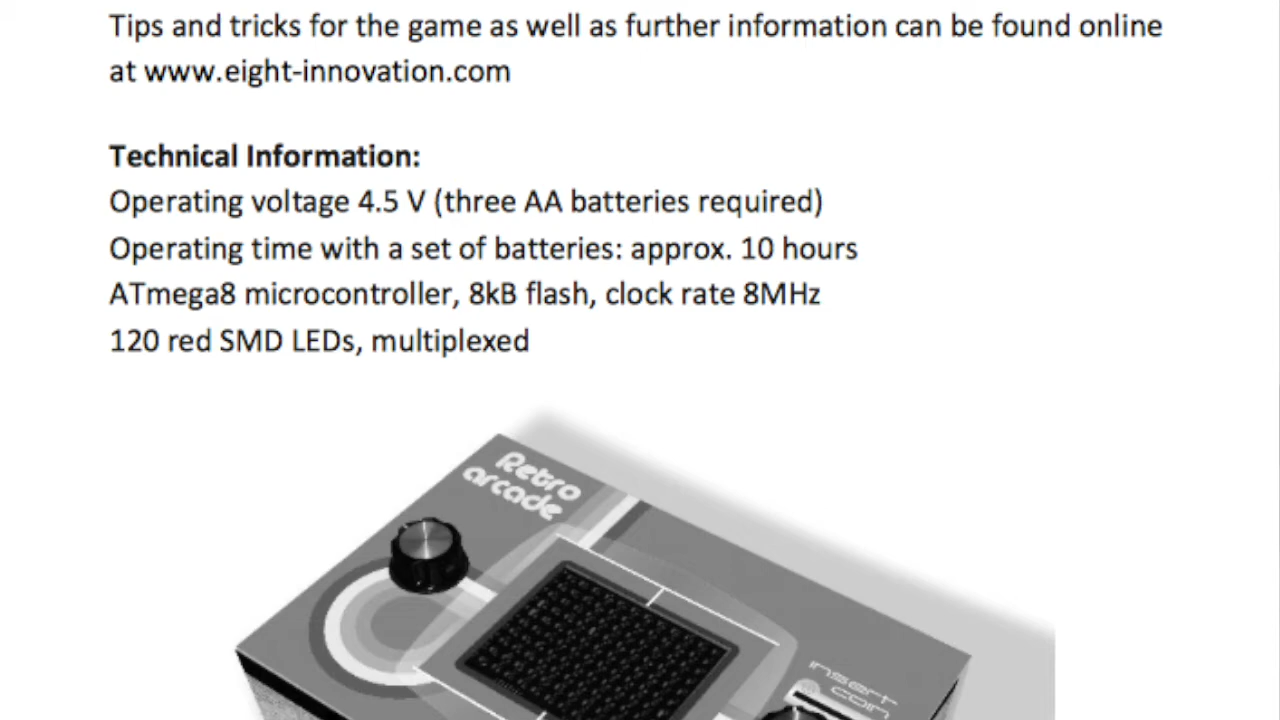 Tips and tricks for the game as well as further information can be found online
at www.eight-innovation.com
Technical Information:
Operating voltage 4.5 V (three AA batteries required)
Operating time with a set of batteries: approx. 10 hours
ATmega8 microcontroller, 8kB flash, clock rate 8MHz
120 red SMD LEDs, multiplexed
Retro
arcade
insert
coin